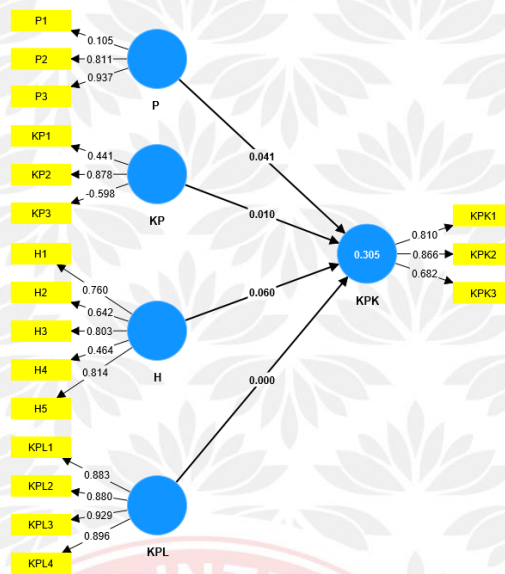 P1
0.105
P2
0.811
0.937
P3
P
KP1
0.441
KP2
0.878
-0.598
KP3
KP
0.041
0.010
H1
0.760
H2
0.642
H3
0.803
0.464
H4
0.814
H5
H
0.060
0.000
KPL1
0.883
KPL2
0.880
KPL3
0.929
0.896
KPL4
KPL
0.305
KPK
0.810
KPK1
0.866
KPK2
0.682
KPK3